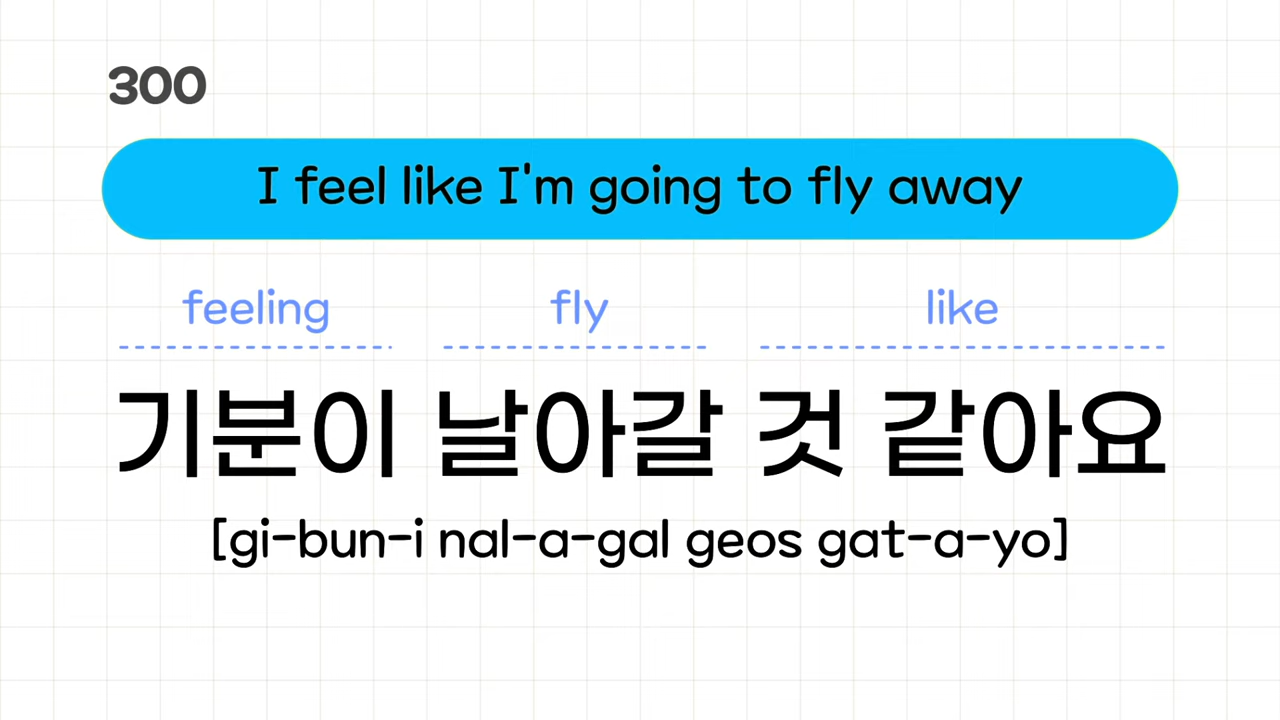 300
I feel like I'm going to fly away
feeling fly like
기분이 날아갈 것 같아요
[gi-bun-i nal-a-gal geos gat-a-yo]